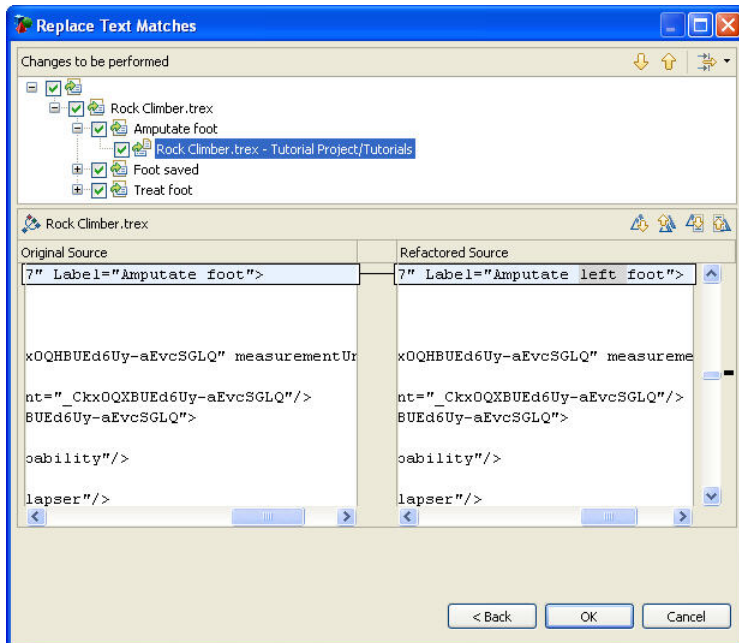 Replace Text Matches
Changes to be performed
Rock Climber.trex
Amputate foot
Rock Climber.trex - Tutorial Project/Tutorials
Foot saved
Treat foot
Rock Climber.trex
Original Source
7" Label="Amputate foot">
xOQHBUEd6Uy-aEvcSGLQ" measurementUr
nt="_CkxOQXBUEd6Uy-aEvcSGLQ"/>
BUEd6Uy-aEvcSGLQ">
bability"/>
lapser"/>
Refactored Source
7" Label="Amputate left foot">
xOQHBUEd6Uy-aEvcSGLQ" measureme
nt="_CkxOQXBUEd6Uy-aEvcSGLQ"/>
BUEd6Uy-aEvcSGLQ">
bability"/>
lapser"/>
< Back
OK
Cancel